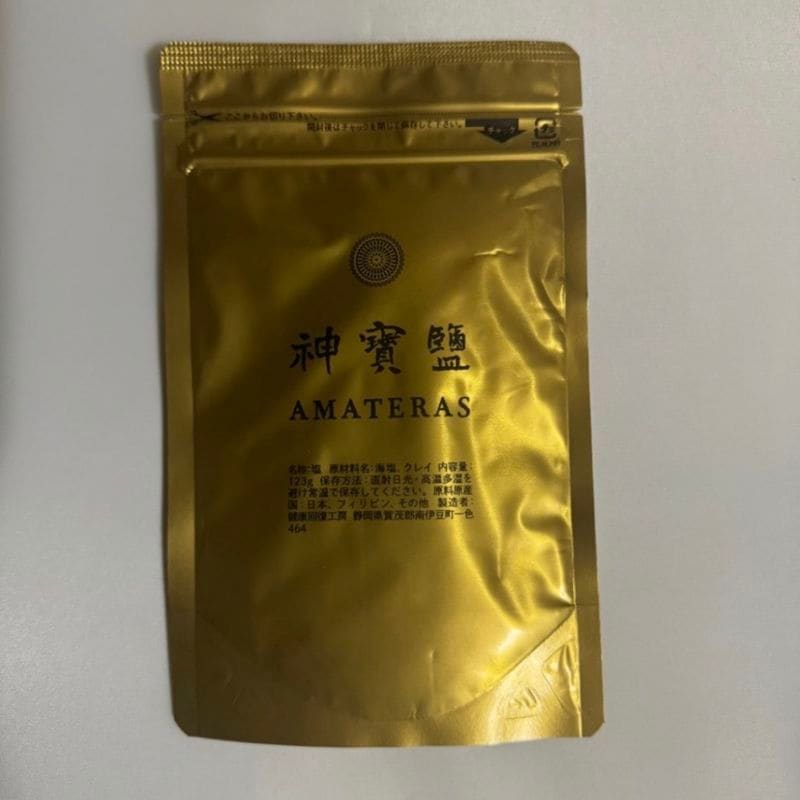 ここからお切り下さい。
開封後はチャックを閉じて保存して下さい。
チャック
神寶鹽
AMATERAS
名称:塩 原材料名:海塩、クレイ 内容量:
123g 保存方法:直射日光・高温多湿を
避け常温で保存してください。原料原産
国:日本、フィリピン、その他 製造者:
健康回復工房 静岡県賀茂郡南伊豆町一色
464